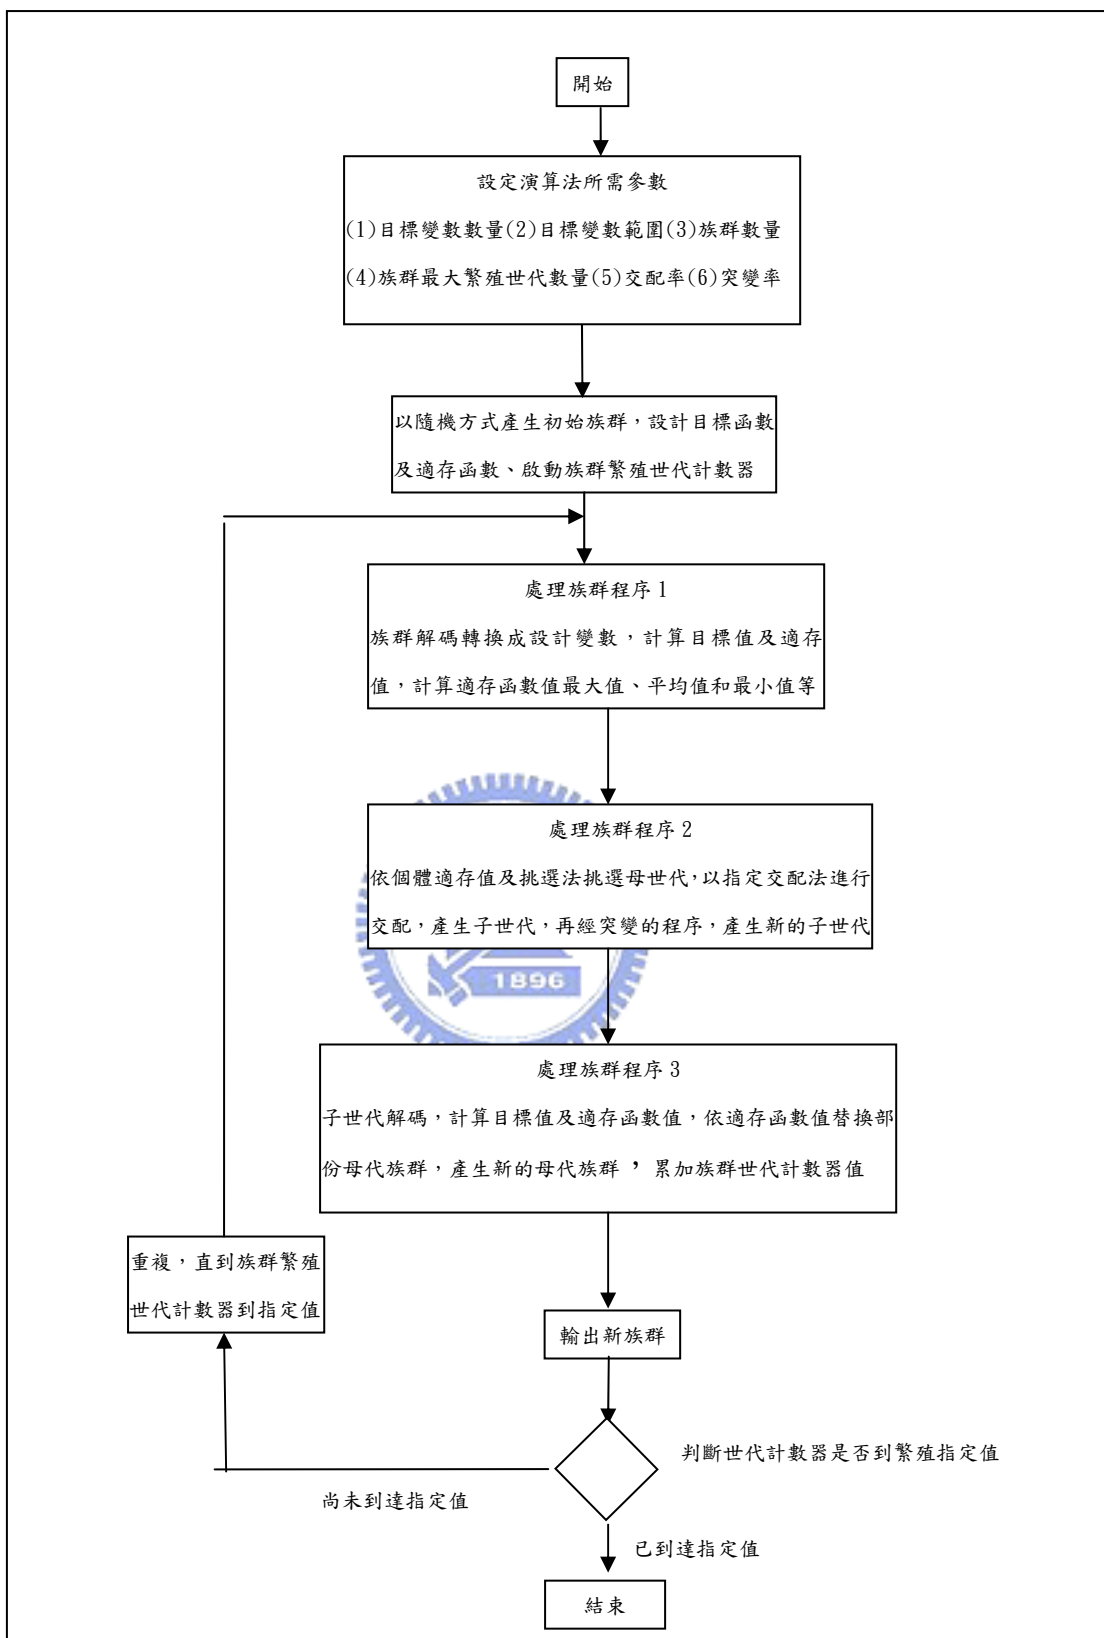 開始
設定演算法所需參數
(1)目標變數數量(2)目標變數範圍(3)族群數量
(4)族群最大繁殖世代數量(5)交配率(6)突變率
以隨機方式產生初始族群，設計目標函數
及適存函數、啟動族群繁殖世代計數器
處理族群程序 1
族群解碼轉換成設計變數，計算目標值及適存
值，計算適存函數值最大值、平均值和最小值等
處理族群程序 2
依個體適存值及挑選法挑選母世代，以指定交配法進行
交配，產生子世代，再經突變的程序，產生新的子世代
1896
處理族群程序 3
子世代解碼，計算目標值及適存函數值，依適存函數值替換部
份母代族群，產生新的母代族群，累加族群世代計數器值
重複，直到族群繁殖
世代計數器到指定值
輸出新族群
判斷世代計數器是否到繁殖指定值
尚未到達指定值
已到達指定值
結束